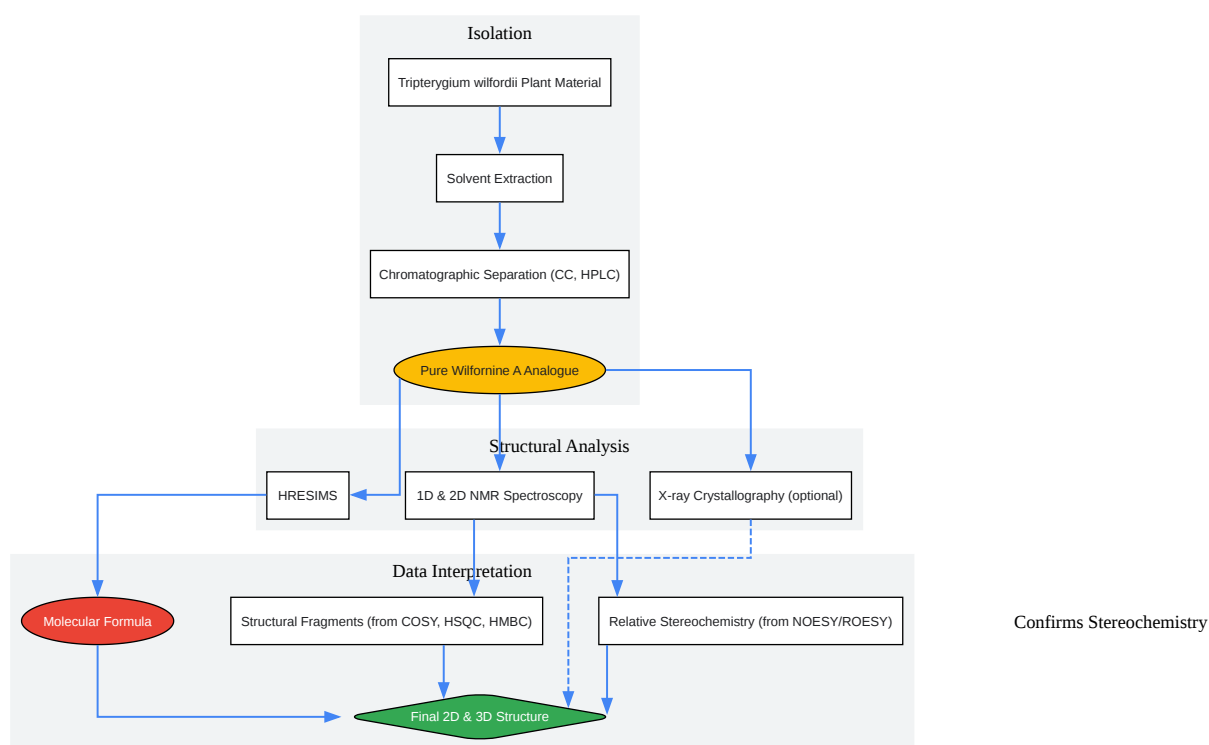 Isolation
Tripterygium wilfordii Plant Material
Solvent Extraction
Chromatographic Separation (CC, HPLC)
Pure Wilfornine A Analogue
Structural Analysis
HRESIMS
1D & 2D NMR Spectroscopy
X-ray Crystallography (optional)
Data Interpretation
Molecular Formula
Structural Fragments (from COSY, HSQC, HMBC)
Relative Stereochemistry (from NOESY/ROESY)
Confirms Stereochemistry
Final 2D & 3D Structure